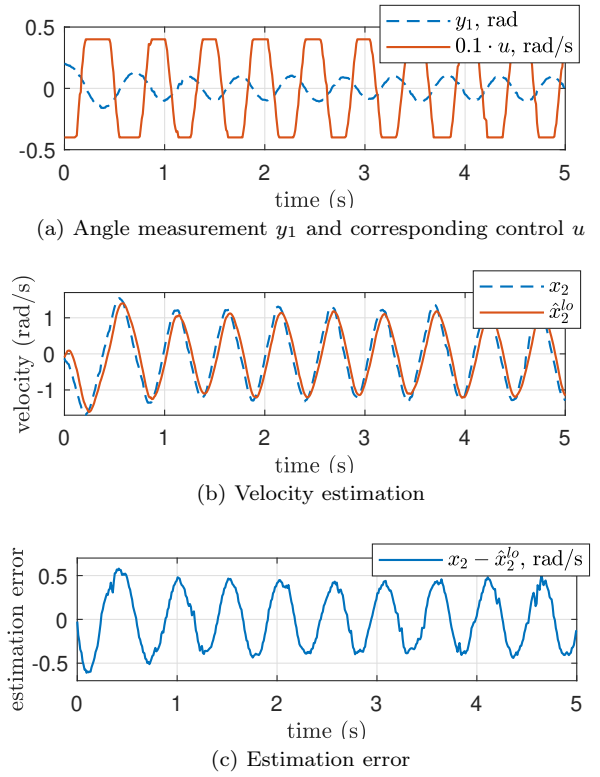 0.5
0
-0.5
y₁, rad
0.1 · u, rad/s
0 1 2 3 4 5
time (s)
(a) Angle measurement y₁ and corresponding control u
velocity (rad/s)
1
0
-1
x₂
x̂₂ˡᵒ
0 1 2 3 4 5
time (s)
(b) Velocity estimation
estimation error
0.5
0
-0.5
x₂ − x̂₂ˡᵒ, rad/s
0 1 2 3 4 5
time (s)
(c) Estimation error